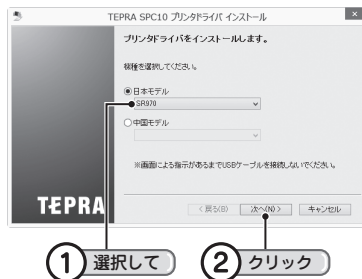 TEPRA SPC10 プリンタドライバ インストール
プリンタドライバをインストールします。
機種を選択してください。
日本モデル
SR970
中国モデル
※画面による指示があるまでUSBケーブルを接続しないでください。
TEPRA
< 戻る(B)
次へ(N) >
キャンセル
1 選択して
2 クリック